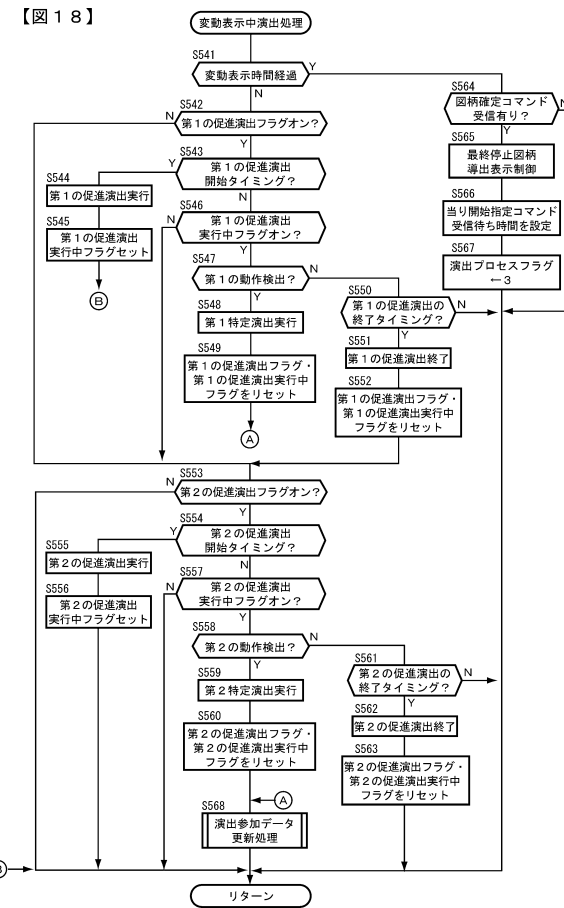 【図１８】
変動表示中演出処理
S541
変動表示時間経過
Y
N
S542
第１の促進演出フラグオン？
N
Y
S543
第１の促進演出
開始タイミング？
Y
N
S544
第１の促進演出実行
S545
第１の促進演出
実行中フラグセット
B
S546
第１の促進演出
実行中フラグオン？
N
Y
S547
第１の動作検出？
N
Y
S548
第１特定演出実行
S549
第１の促進演出フラグ・
第１の促進演出実行中
フラグをリセット
A
S550
第１の促進演出の
終了タイミング？
N
Y
S551
第１の促進演出終了
S552
第１の促進演出フラグ・
第１の促進演出実行中
フラグをリセット
S564
図柄確定コマンド
受信有り？
N
Y
S565
最終停止図柄
導出表示制御
S566
当り開始指定コマンド
受信待ち時間を設定
S567
演出プロセスフラグ
←３
S553
第２の促進演出フラグオン？
N
Y
S554
第２の促進演出
開始タイミング？
Y
N
S555
第２の促進演出実行
S556
第２の促進演出
実行中フラグセット
S557
第２の促進演出
実行中フラグオン？
N
Y
S558
第２の動作検出？
N
Y
S559
第２特定演出実行
S560
第２の促進演出フラグ・
第２の促進演出実行中
フラグをリセット
S561
第２の促進演出の
終了タイミング？
N
Y
S562
第２の促進演出終了
S563
第２の促進演出フラグ・
第２の促進演出実行中
フラグをリセット
A
S568
演出参加データ
更新処理
B
リターン